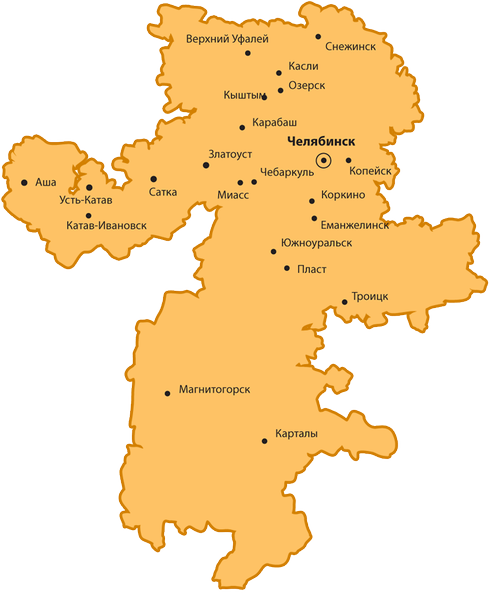 Верхний Уфалей
Снежинск
Касли
Озерск
Кыштым
Карабаш
Челябинск
Златоуст
Чебаркуль
Копейск
Аша
Усть-Катав
Сатка
Миасс
Коркино
Катав-Ивановск
Еманжелинск
Южноуральск
Пласт
Троицк
Магнитогорск
Карталы